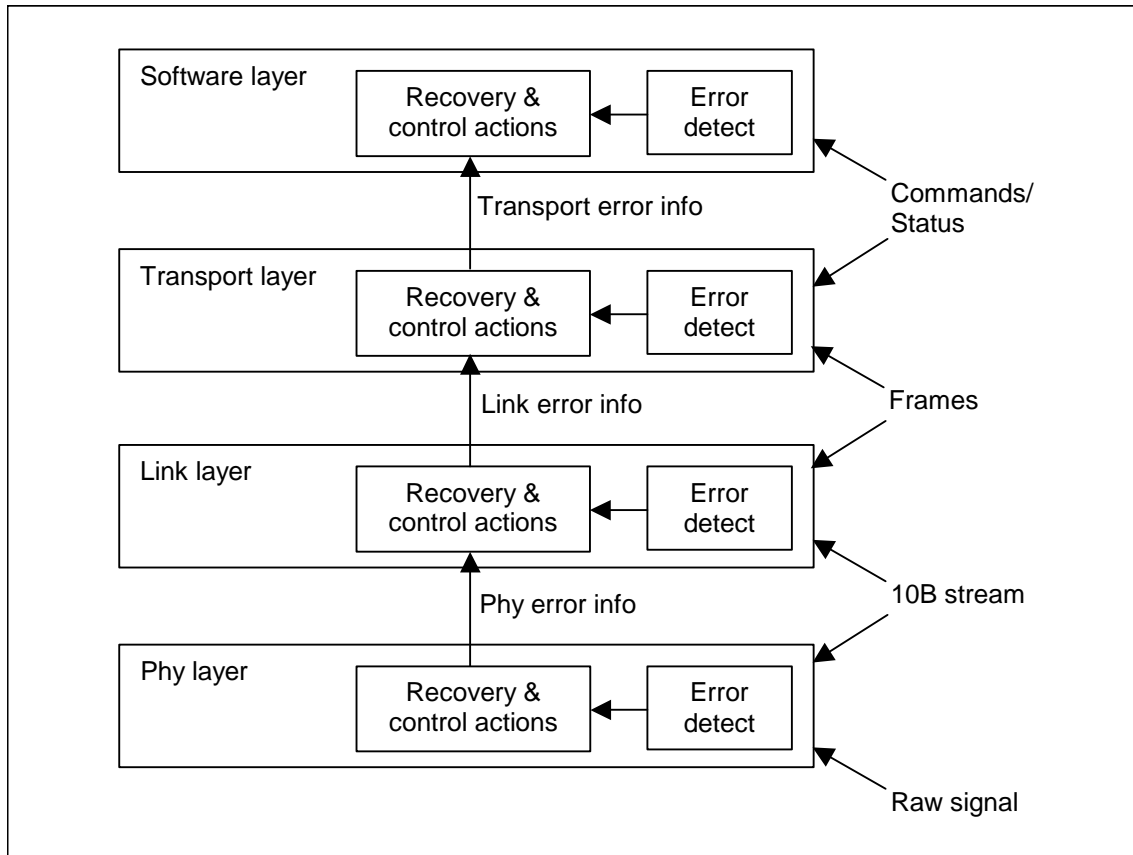 Software layer
Recovery &
control actions
Error
detect
Commands/
Status
Transport error info
Transport layer
Recovery &
control actions
Error
detect
Frames
Link error info
Link layer
Recovery &
control actions
Error
detect
10B stream
Phy error info
Phy layer
Recovery &
control actions
Error
detect
Raw signal